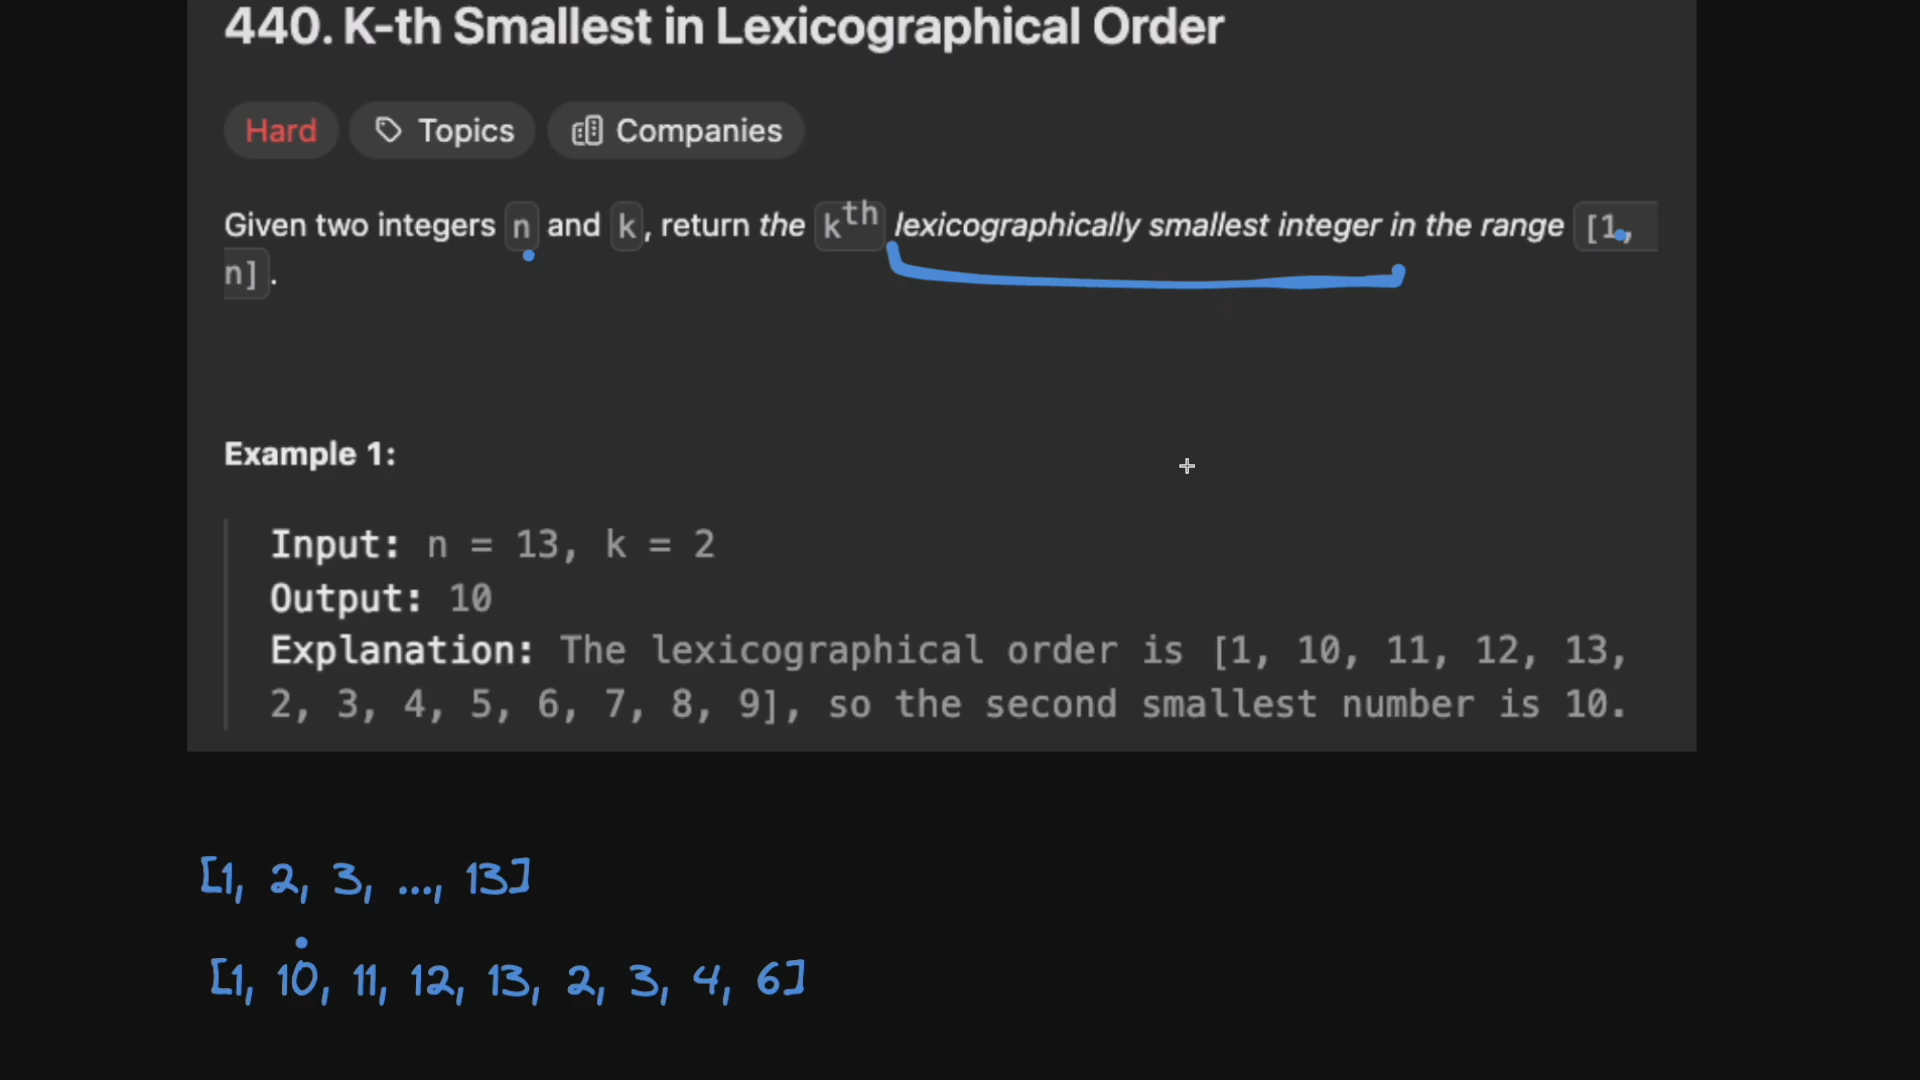 440. K-th Smallest in Lexicographical Order
Hard Topics Companies
Given two integers n and k, return the kth lexicographically smallest integer in the range [1,
n].
Example 1:
Input: n = 13, k = 2
Output: 10
Explanation: The lexicographical order is [1, 10, 11, 12, 13,
2, 3, 4, 5, 6, 7, 8, 9], so the second smallest number is 10.
[1, 2, 3, ..., 13]
[1, 10, 11, 12, 13, 2, 3, 4, 6]